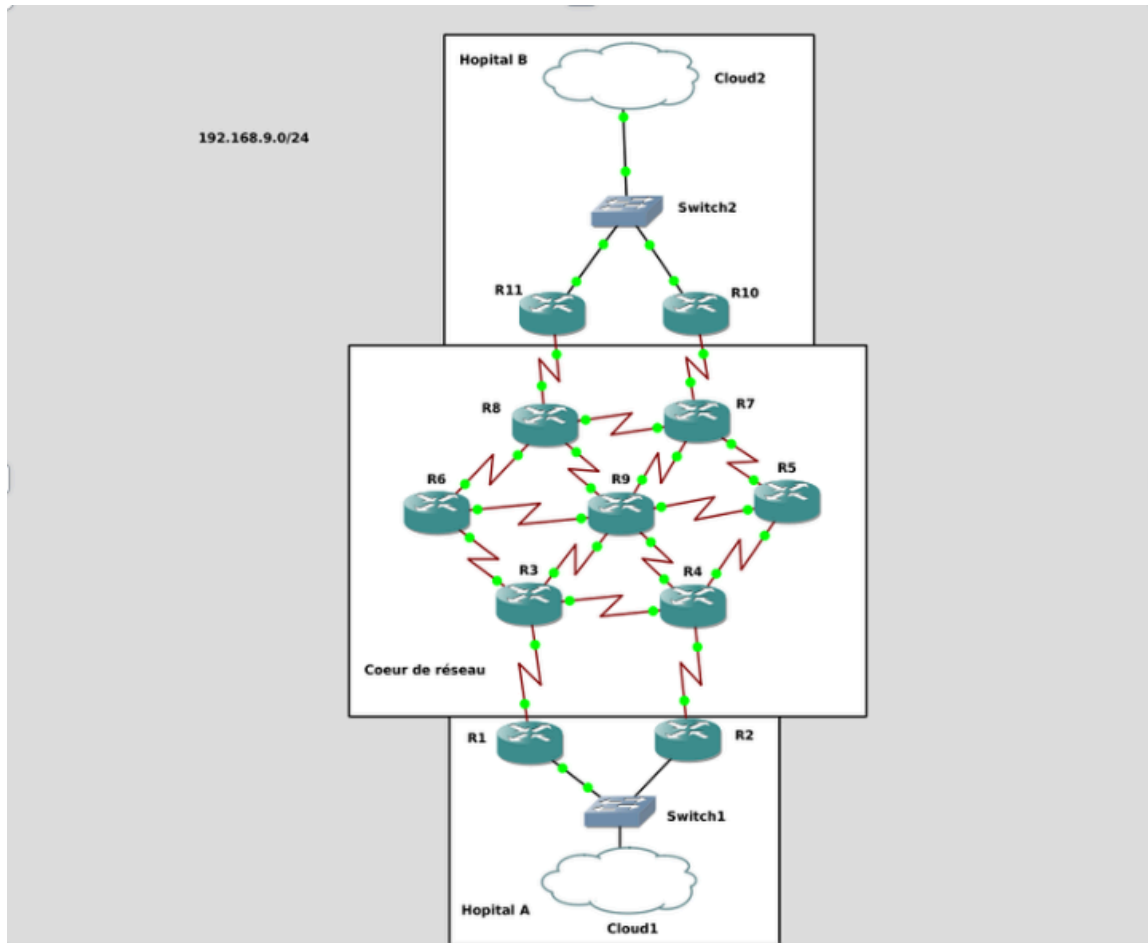 Hopital B
Cloud2
192.168.9.0/24
Switch2
R11
R10
R8
R7
R6
R9
R5
R3
R4
Coeur de réseau
R1
R2
Switch1
Hopital A
Cloud1